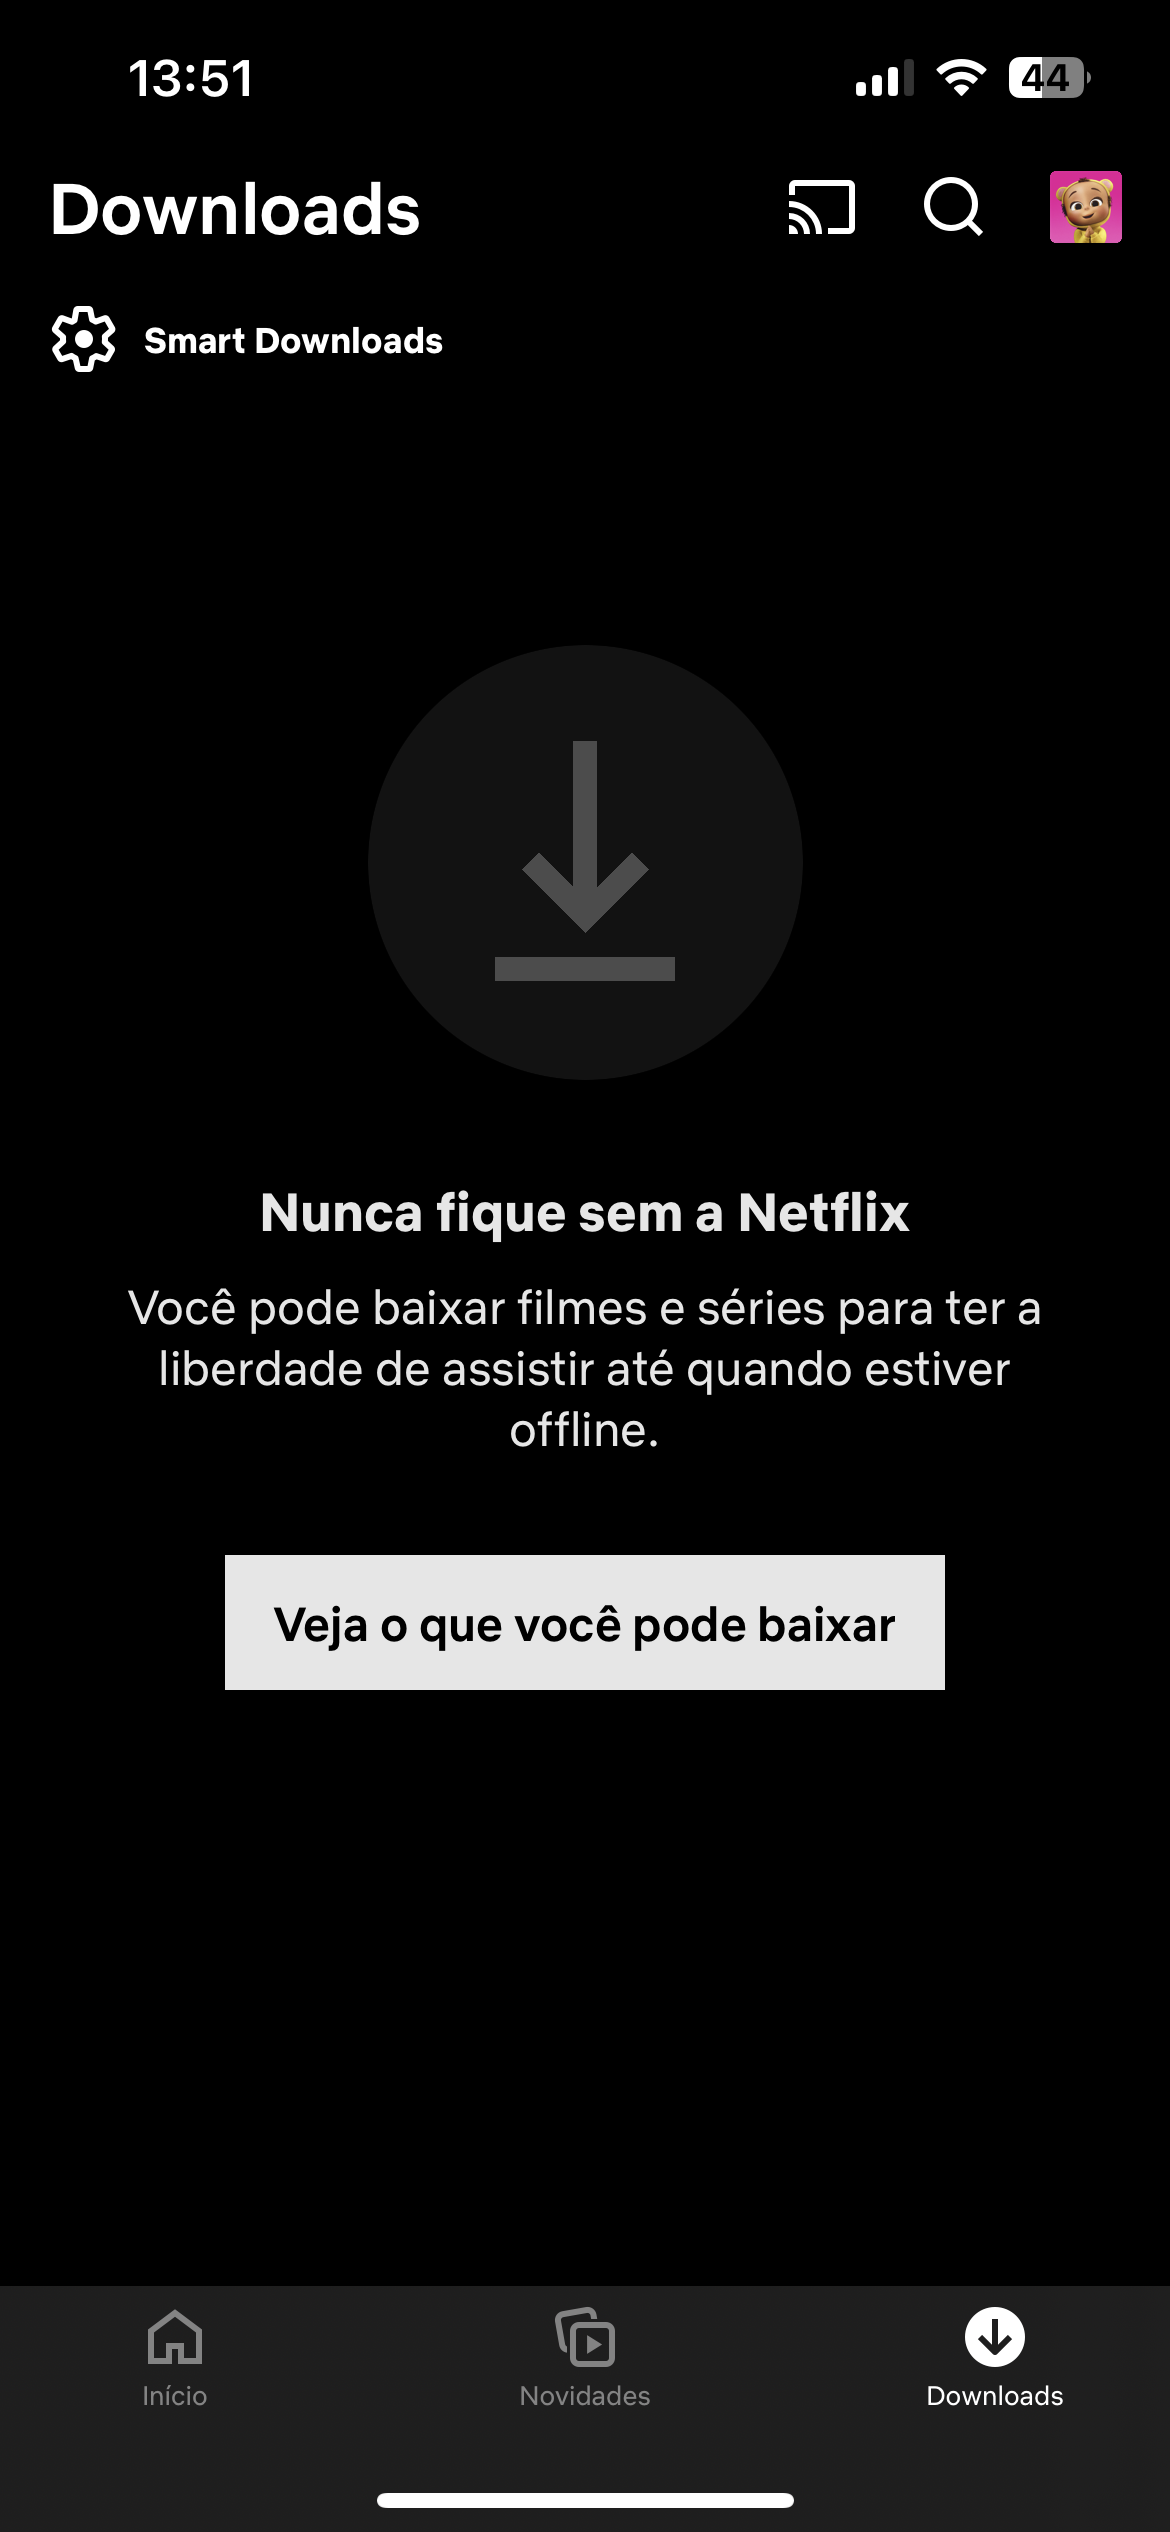 13:51
44
Downloads
Smart Downloads
Nunca fique sem a Netflix
Você pode baixar filmes e séries para ter a
liberdade de assistir até quando estiver
offline.
Veja o que você pode baixar
Início
Novidades
Downloads